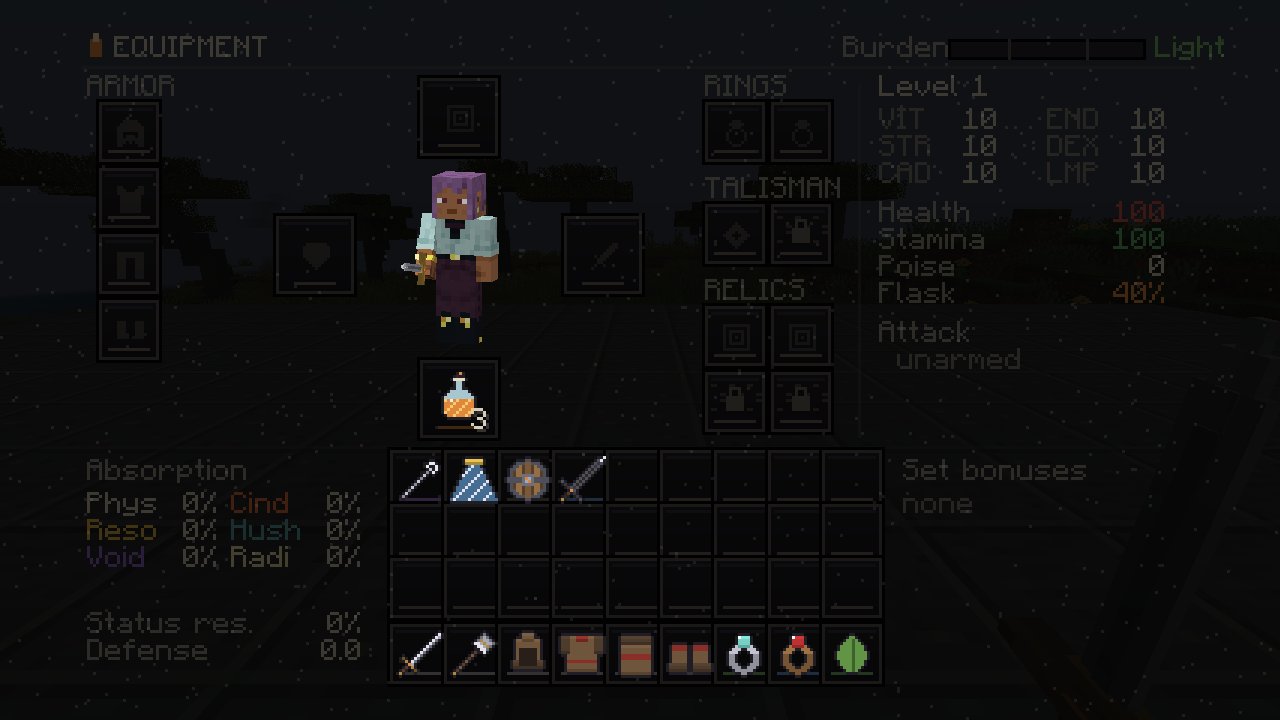 EQUIPMENT
Burden Light
ARMOR
RINGS
Level 1
VIT 10 END 10
STR 10 DEX 10
CAD 10 LMP 10
TALISMAN
Health 100
Stamina 100
Poise 0
Flask 40%
RELICS
Attack
unarmed
3
Absorption
Phys 0% Cind 0%
Reso 0% Hush 0%
Void 0% Radi 0%
Status res. 0%
Defense 0.0
Set bonuses
none